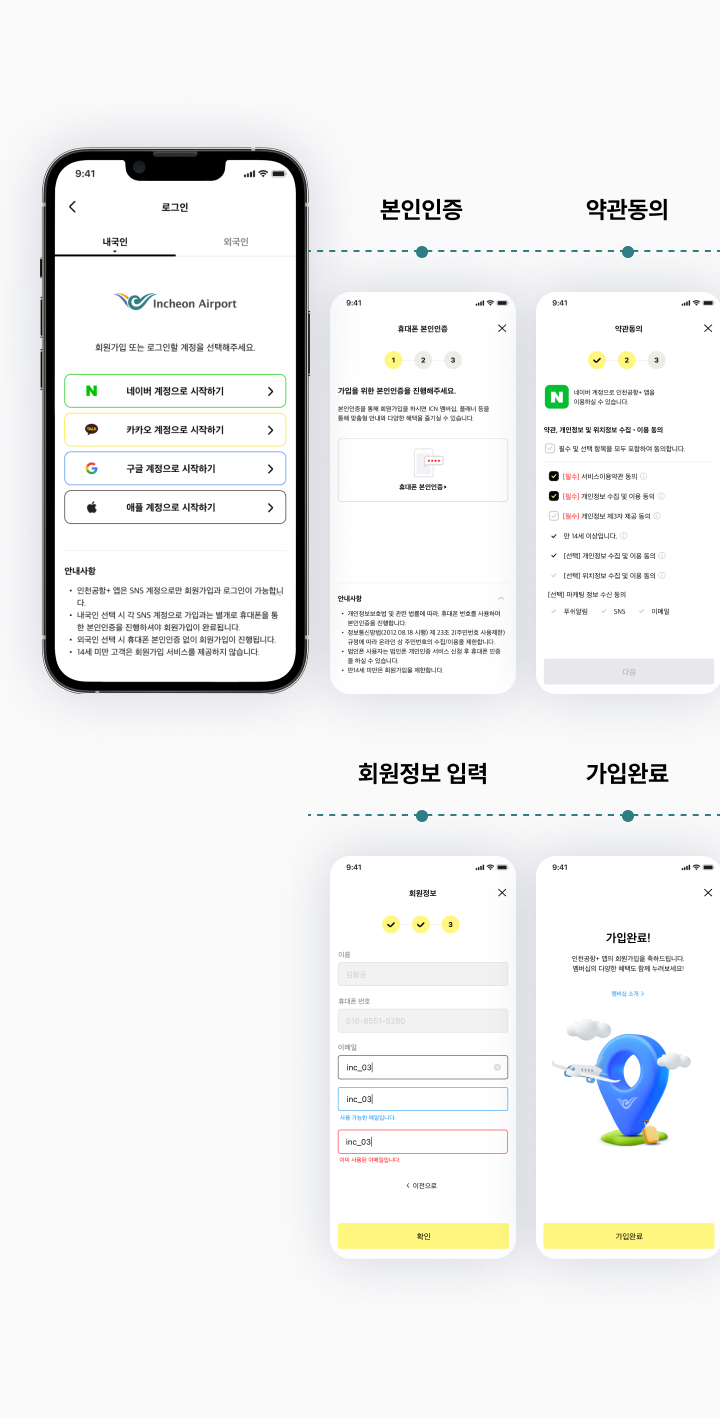 9:41
로그인
내국인
외국인
Incheon Airport
회원가입 또는 로그인할 계정을 선택해주세요.
N 네이버 계정으로 시작하기
TALK 카카오 계정으로 시작하기
G 구글 계정으로 시작하기
애플 계정으로 시작하기
안내사항
• 인천공항+ 앱은 SNS 계정으로만 회원가입과 로그인이 가능합니
다.
• 내국인 선택 시 각 SNS 계정으로 가입과는 별개로 휴대폰을 통
한 본인인증을 진행하셔야 회원가입이 완료됩니다.
• 외국인 선택 시 휴대폰 본인인증 없이 회원가입이 진행됩니다.
• 14세 미만 고객은 회원가입 서비스를 제공하지 않습니다.
본인인증
9:41
휴대폰 본인인증
1 2 3
가입을 위한 본인인증을 진행해주세요.
본인인증을 통해 회원가입을 하시면 ICN 멤버십, 플래너 등을
통해 맞춤형 안내와 다양한 혜택을 즐기실 수 있습니다.
휴대폰 본인인증
안내사항
• 개인정보보호법 및 관련 법률에 따라, 휴대폰 번호를 사용하여
본인인증을 진행합니다.
• 정보통신망법(2012.08.18 시행) 제 23조 2(주민번호 사용제한)
규정에 따라 온라인 상 주민번호의 수집/이용을 제한합니다.
• 법인폰 사용자는 법인폰 개인인증 서비스 신청 후 휴대폰 인증
을 하실 수 있습니다.
• 만14세 미만은 회원가입을 제한합니다.
약관동의
9:41
약관동의
2 3
N
네이버 계정으로 인천공항+ 앱을
이용하실 수 있습니다.
약관, 개인정보 및 위치정보 수집・이용 동의
필수 및 선택 항목을 모두 포함하여 동의합니다.
[필수] 서비스이용약관 동의
[필수] 개인정보 수집 및 이용 동의
[필수] 개인정보 제3자 제공 동의
만 14세 이상입니다.
[선택] 개인정보 수집 및 이용 동의
[선택] 위치정보 수집 및 이용 동의
[선택] 마케팅 정보 수신 동의
푸쉬알림 SNS 이메일
다음
회원정보 입력
9:41
회원정보
3
이름
김항공
휴대폰 번호
010-8551-5280
이메일
inc_03
inc_03
사용 가능한 메일입니다.
inc_03
이미 사용된 이메일입니다.
이전으로
확인
가입완료
9:41
가입완료!
인천공항+ 앱의 회원가입을 축하드립니다.
멤버십의 다양한 혜택도 함께 누려보세요!
멤버십 소개
가입완료